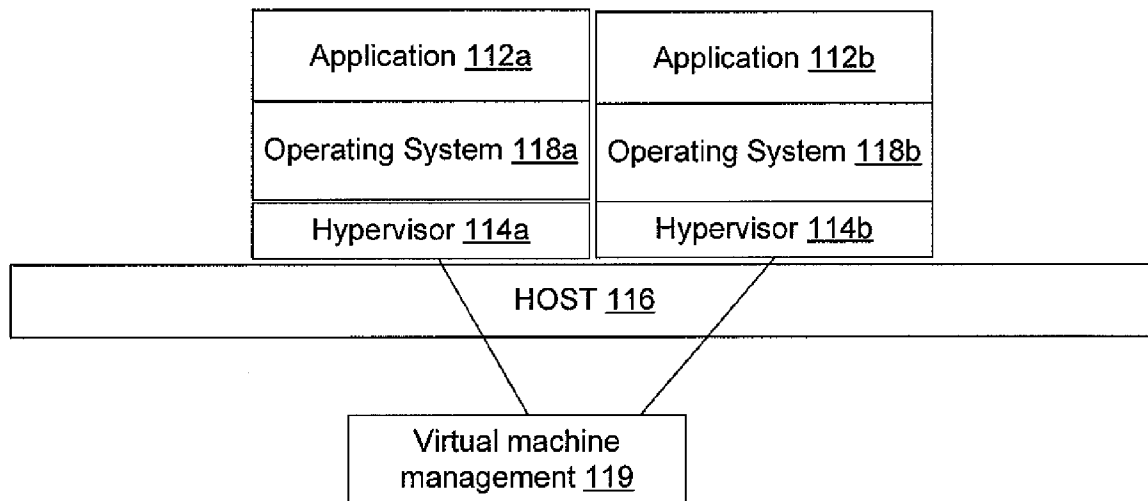 Application 112a
Application 112b
Operating System 118a
Operating System 118b
Hypervisor 114a
Hypervisor 114b
HOST 116
Virtual machine
management 119